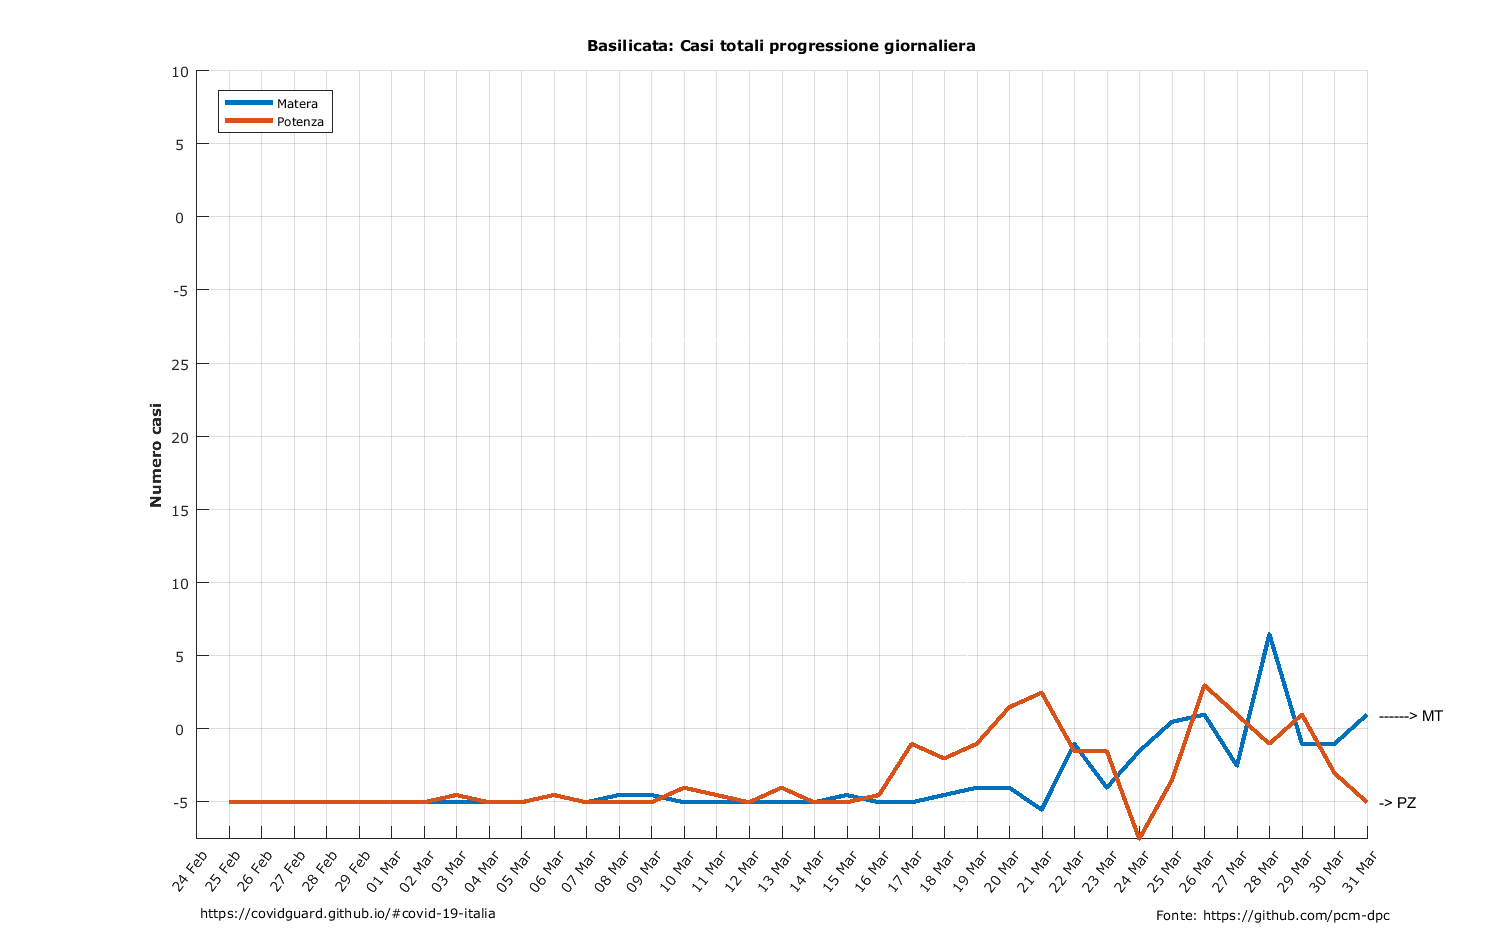 Basilicata: Casi totali progressione giornaliera
Matera
Potenza
Numero casi
10
5
0
-5
25
20
15
10
5
0
-5
------> MT
-> PZ
24 Feb
25 Feb
26 Feb
27 Feb
28 Feb
29 Feb
01 Mar
02 Mar
03 Mar
04 Mar
05 Mar
06 Mar
07 Mar
08 Mar
09 Mar
10 Mar
11 Mar
12 Mar
13 Mar
14 Mar
15 Mar
16 Mar
17 Mar
18 Mar
19 Mar
20 Mar
21 Mar
22 Mar
23 Mar
24 Mar
25 Mar
26 Mar
27 Mar
28 Mar
29 Mar
30 Mar
31 Mar
https://covidguard.github.io/#covid-19-italia
Fonte: https://github.com/pcm-dpc